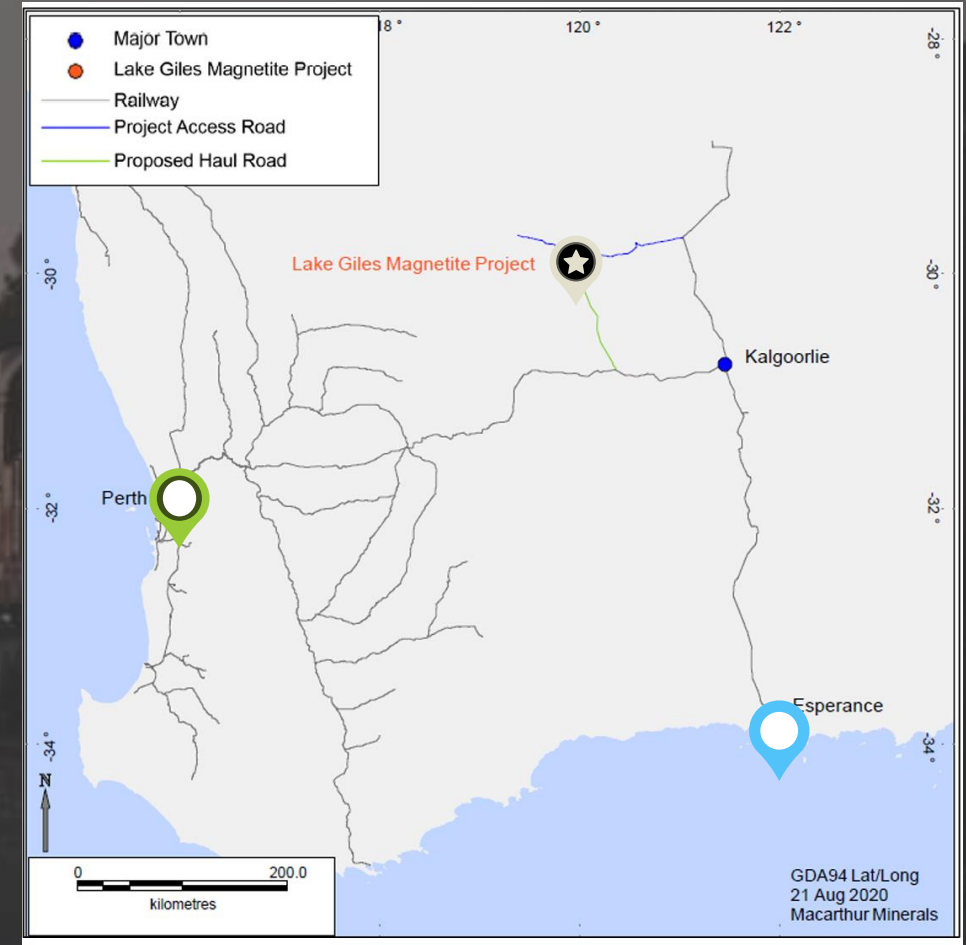 Major Town
Lake Giles Magnetite Project
Railway
Project Access Road
Proposed Haul Road
8°
120°
122°
-28°
Lake Giles Magnetite Project
-30°
-30°
Kalgoorlie
Perth
-32°
-32°
Esperance
-34°
-34°
N
0 200.0
kilometres
GDA94 Lat/Long
21 Aug 2020
Macarthur Minerals